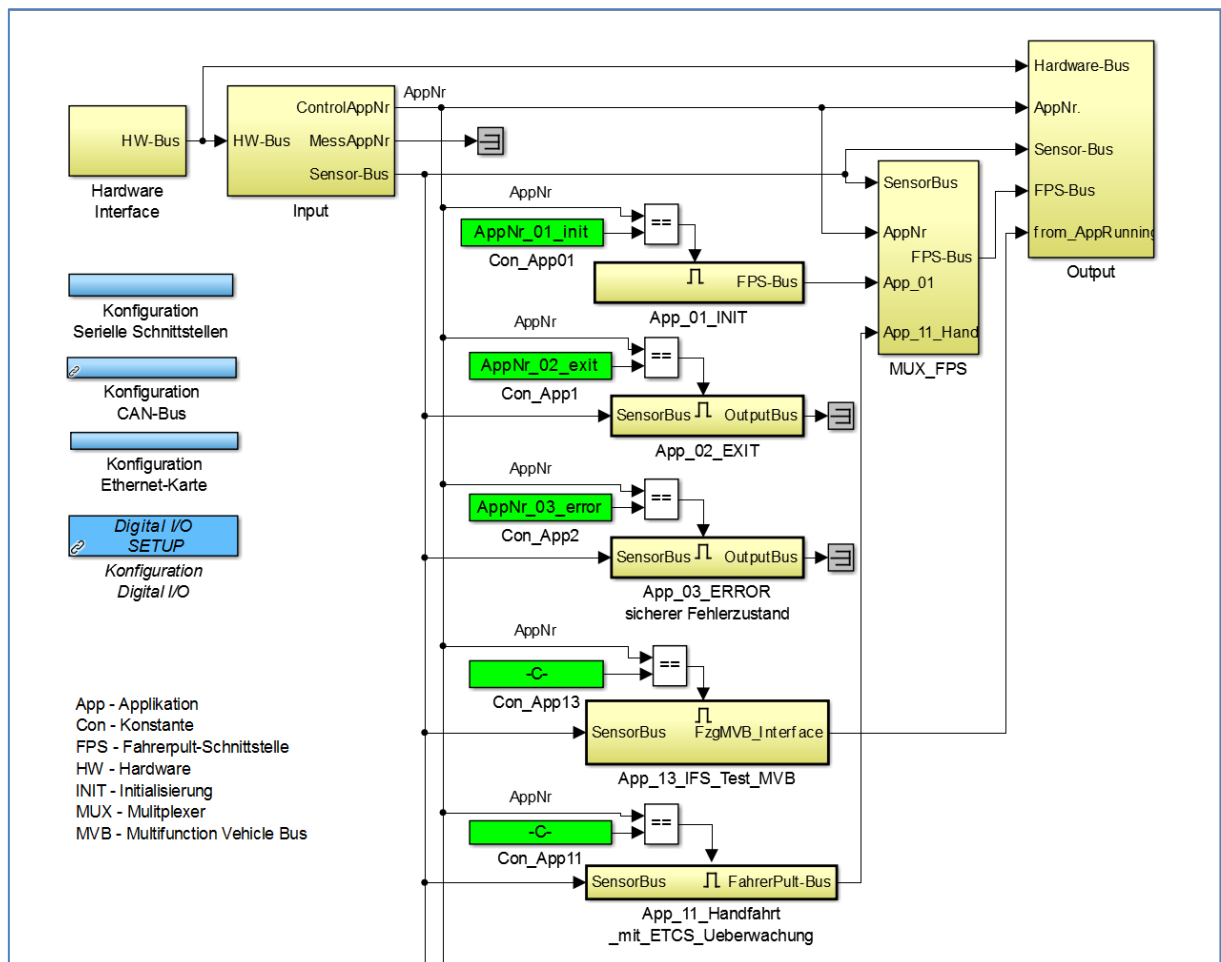 Hardware-Bus
AppNr
ControlAppNr
AppNr.
HW-Bus
HW-Bus
MessAppNr
Sensor-Bus
Sensor-Bus
Hardware
Interface
Input
SensorBus
FPS-Bus
AppNr
AppNr_01_init
==
Con_App01
AppNr
from_AppRunning
FPS-Bus
Output
FPS-Bus
App_01
App_01_INIT
Konfiguration
Serielle Schnittstellen
AppNr
App_11_Hand
MUX_FPS
AppNr_02_exit
==
Con_App1
Konfiguration
CAN-Bus
SensorBus
OutputBus
App_02_EXIT
Konfiguration
Ethernet-Karte
AppNr
AppNr_03_error
==
Con_App2
Digital I/O
SETUP
Konfiguration
Digital I/O
SensorBus
OutputBus
App_03_ERROR
sicherer Fehlerzustand
AppNr
-C-
==
Con_App13
SensorBus
FzgMVB_Interface
App_13_IFS_Test_MVB
App - Applikation
Con - Konstante
FPS - Fahrerpult-Schnittstelle
HW - Hardware
INIT - Initialisierung
MUX - Mulitplexer
MVB - Multifunction Vehicle Bus
AppNr
-C-
==
Con_App11
SensorBus
FahrerPult-Bus
App_11_Handfahrt
_mit_ETCS_Ueberwachung